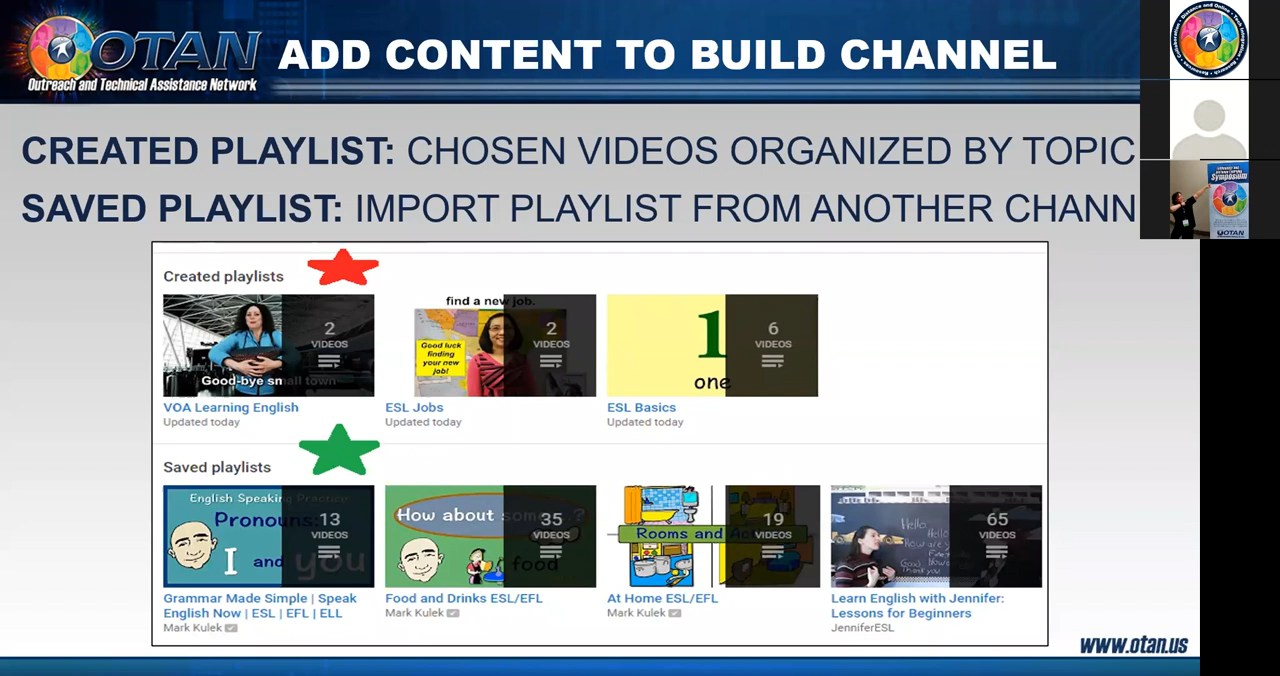 OTAN
Outreach and Technical Assistance Network
ADD CONTENT TO BUILD CHANNEL
CREATED PLAYLIST: CHOSEN VIDEOS ORGANIZED BY TOPIC
SAVED PLAYLIST: IMPORT PLAYLIST FROM ANOTHER CHANN
Symposium
OTAN
Created playlists
Good-bye small town
2
VIDEOS
find a new job.
Good luck
finding
your new
job!
2
VIDEOS
1
one
6
VIDEOS
VOA Learning English
Updated today
ESL Jobs
Updated today
ESL Basics
Updated today
Saved playlists
English Speaking Practice
Pronouns:
I and you
13
VIDEOS
How about some
?
food
35
VIDEOS
Rooms and
19
VIDEOS
Hello
65
VIDEOS
Grammar Made Simple | Speak
English Now | ESL | EFL | ELL
Mark Kulek
Food and Drinks ESL/EFL
Mark Kulek
At Home ESL/EFL
Mark Kulek
Learn English with Jennifer:
Lessons for Beginners
JenniferESL
www.otan.us